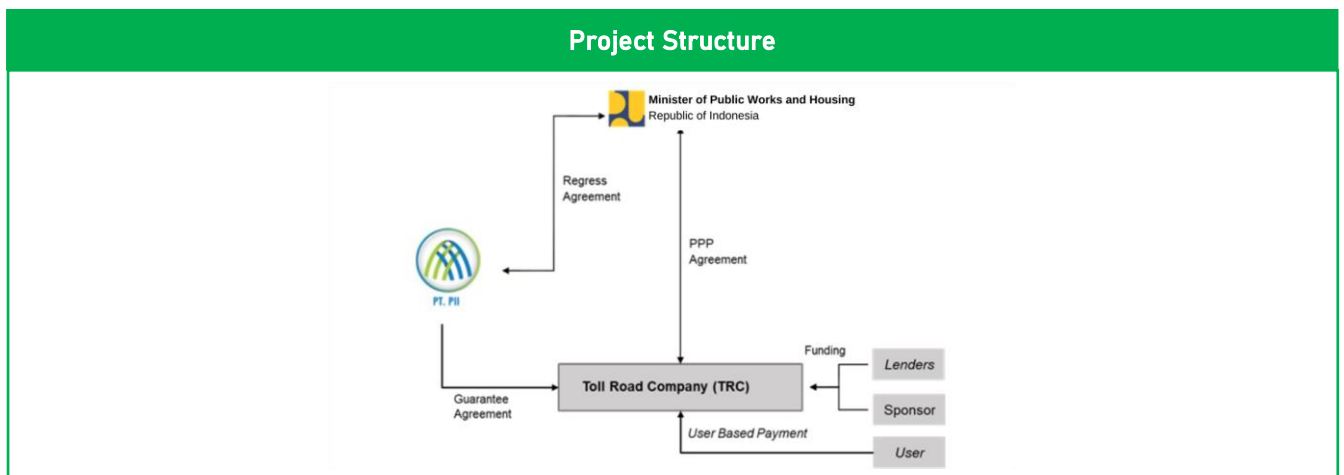 Project Structure
Minister of Public Works and Housing
Republic of Indonesia
Regress
Agreement
PPP
Agreement
PT. PII
Funding
Lenders
Toll Road Company (TRC)
Guarantee
Agreement
Sponsor
User Based Payment
User